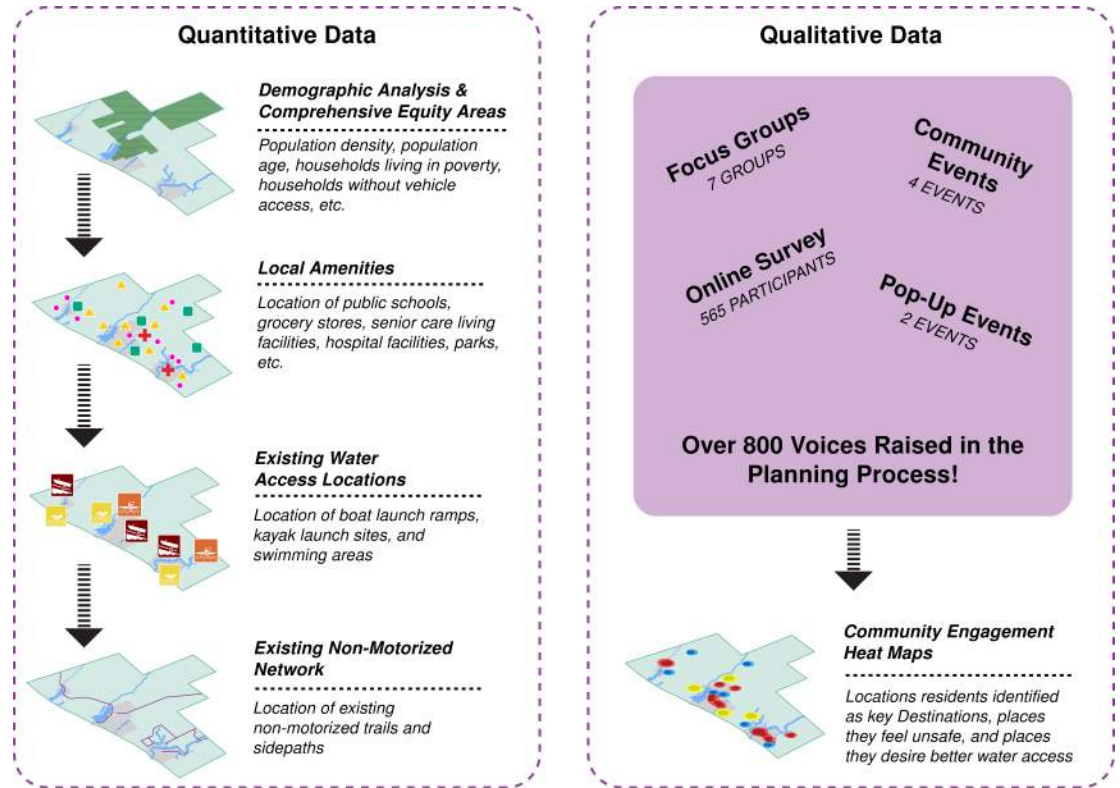 Quantitative Data
Demographic Analysis &
Comprehensive Equity Areas
Population density, population
age, households living in poverty,
households without vehicle
access, etc.
Local Amenities
Location of public schools,
grocery stores, senior care living
facilities, hospital facilities, parks,
etc.
Existing Water
Access Locations
Location of boat launch ramps,
kayak launch sites, and
swimming areas
Existing Non-Motorized
Network
Location of existing
non-motorized trails and
sidepaths
Qualitative Data
Focus Groups
7 GROUPS
Community
Events
4 EVENTS
Online Survey
565 PARTICIPANTS
Pop-Up Events
2 EVENTS
Over 800 Voices Raised in the
Planning Process!
Community Engagement
Heat Maps
Locations residents identified
as key Destinations, places
they feel unsafe, and places
they desire better water access